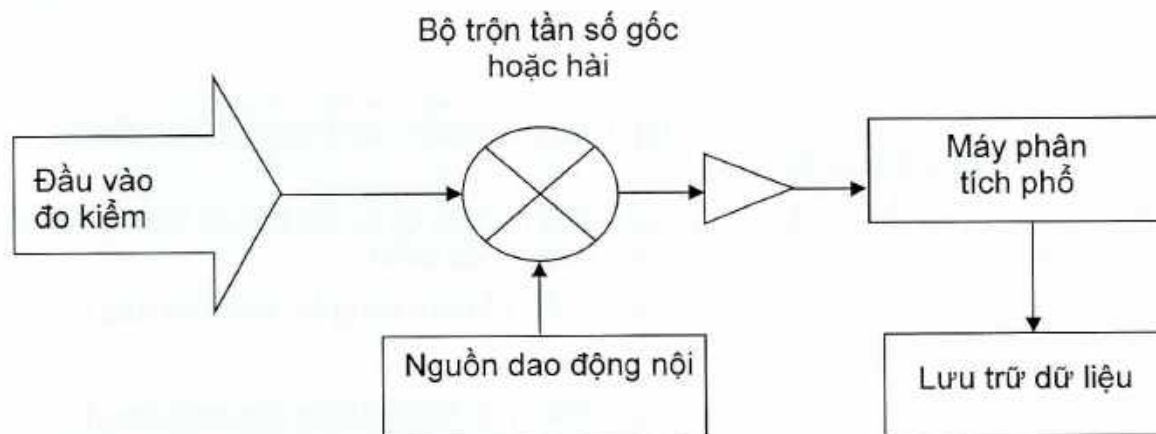 Bộ trộn tần số gốc
hoặc hài
Đầu vào
đo kiểm
Máy phân
tích phổ
Nguồn dao động nội
Lưu trữ dữ liệu